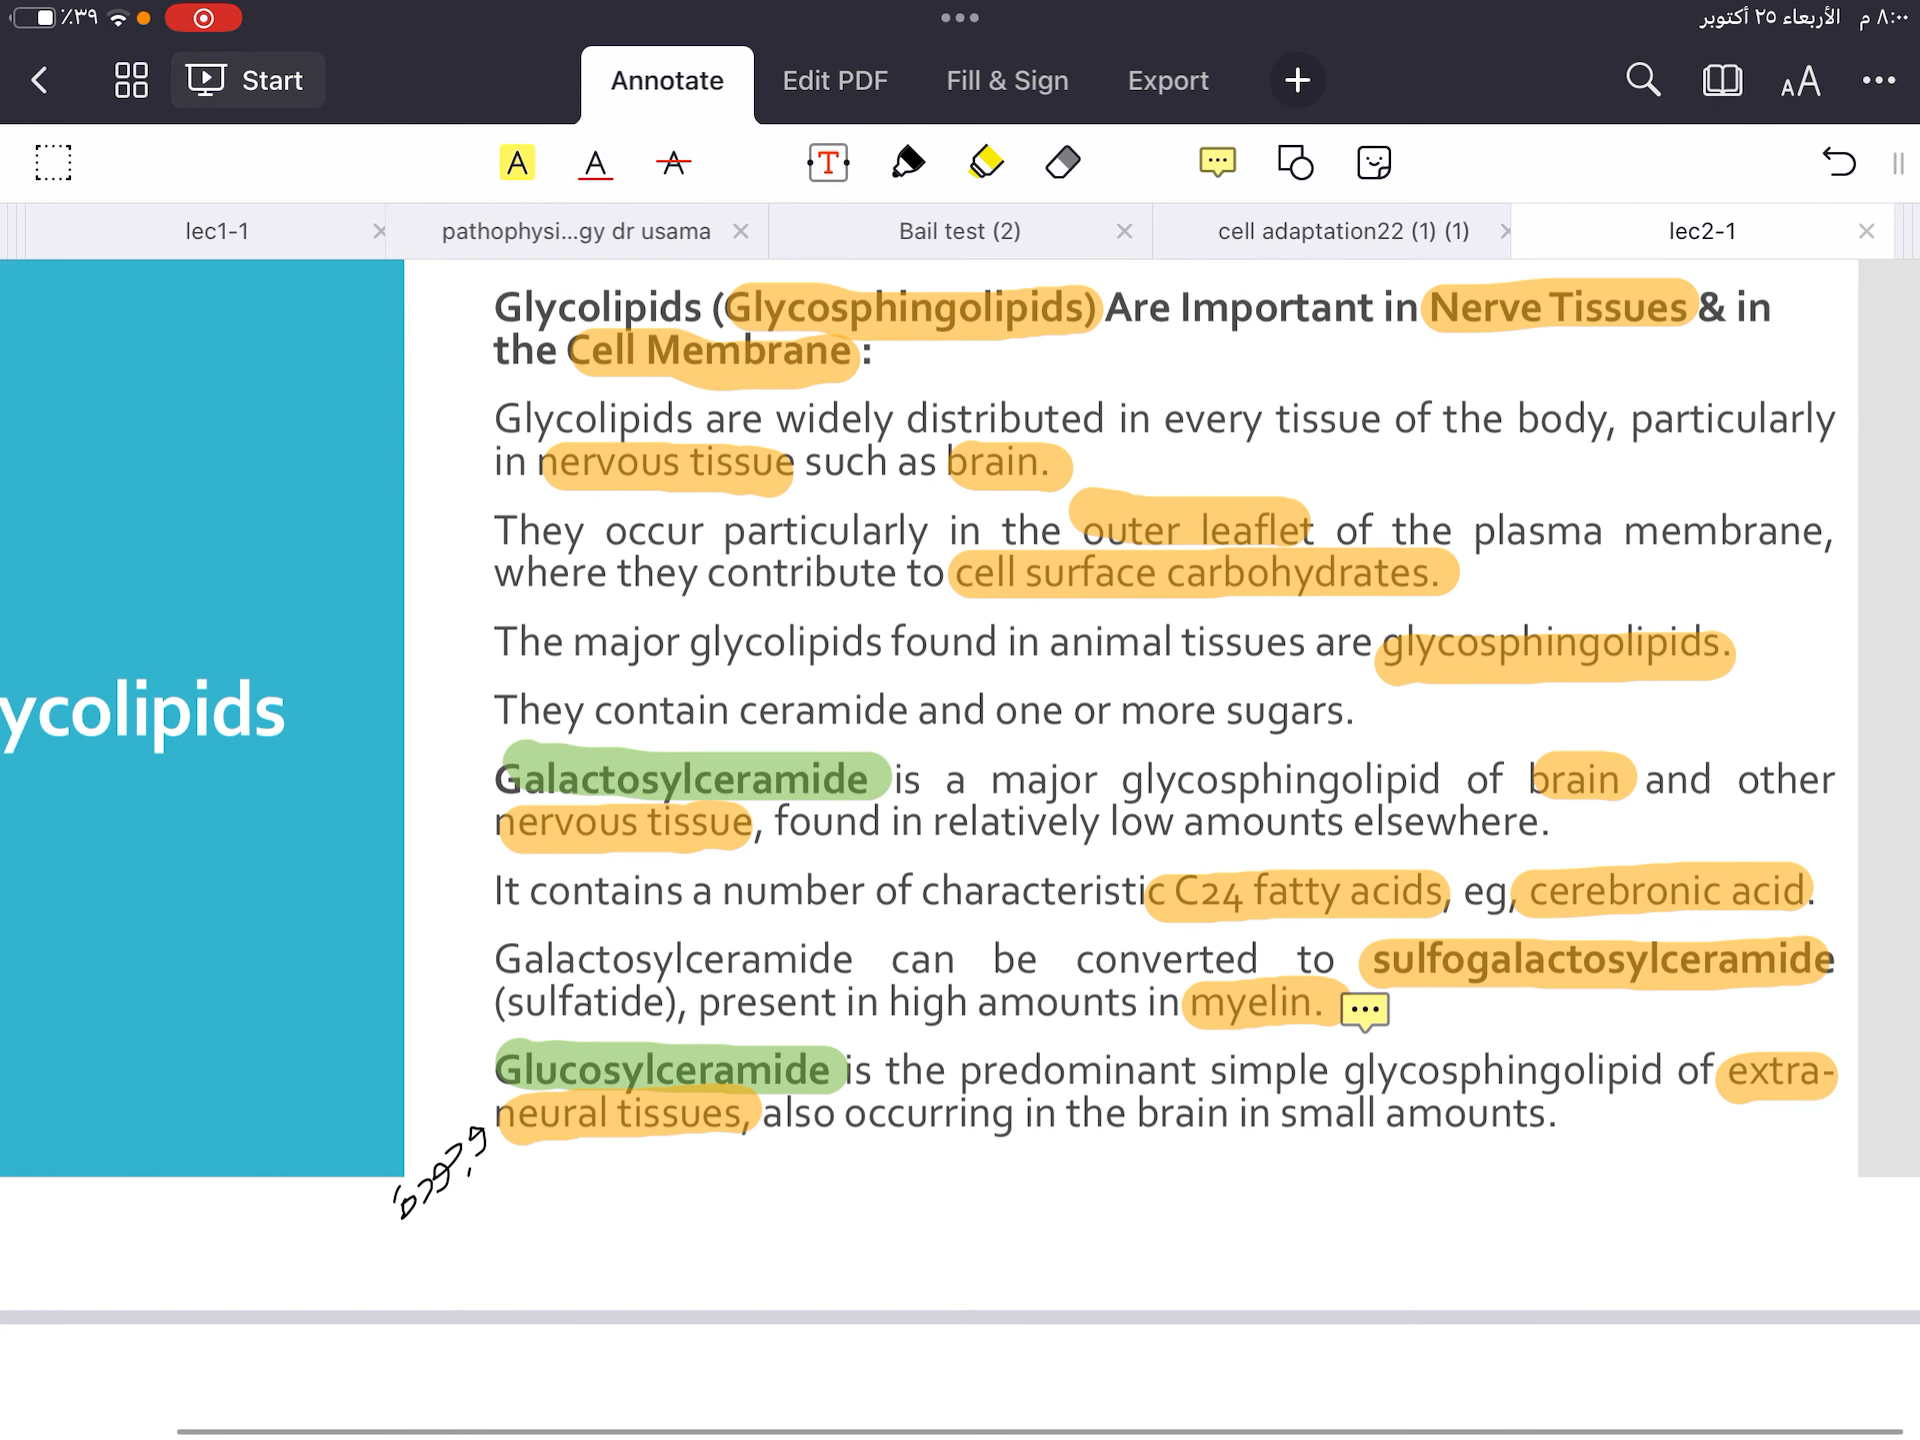 ٪٣٩
٨:٠٠ م الأربعاء ٢٥ أكتوبر
Start
Annotate
Edit PDF
Fill & Sign
Export
lec1-1
pathophysi...gy dr usama
Bail test (2)
cell adaptation22 (1) (1)
lec2-1
ycolipids
Glycolipids (Glycosphingolipids) Are Important in Nerve Tissues & in
the Cell Membrane :
Glycolipids are widely distributed in every tissue of the body, particularly
in nervous tissue such as brain.
They occur particularly in the outer leaflet of the plasma membrane,
where they contribute to cell surface carbohydrates.
The major glycolipids found in animal tissues are glycosphingolipids.
They contain ceramide and one or more sugars.
Galactosylceramide is a major glycosphingolipid of brain and other
nervous tissue, found in relatively low amounts elsewhere.
It contains a number of characteristic C24 fatty acids, eg, cerebronic acid.
Galactosylceramide can be converted to sulfogalactosylceramide
(sulfatide), present in high amounts in myelin.
Glucosylceramide is the predominant simple glycosphingolipid of extra-
neural tissues, also occurring in the brain in small amounts.